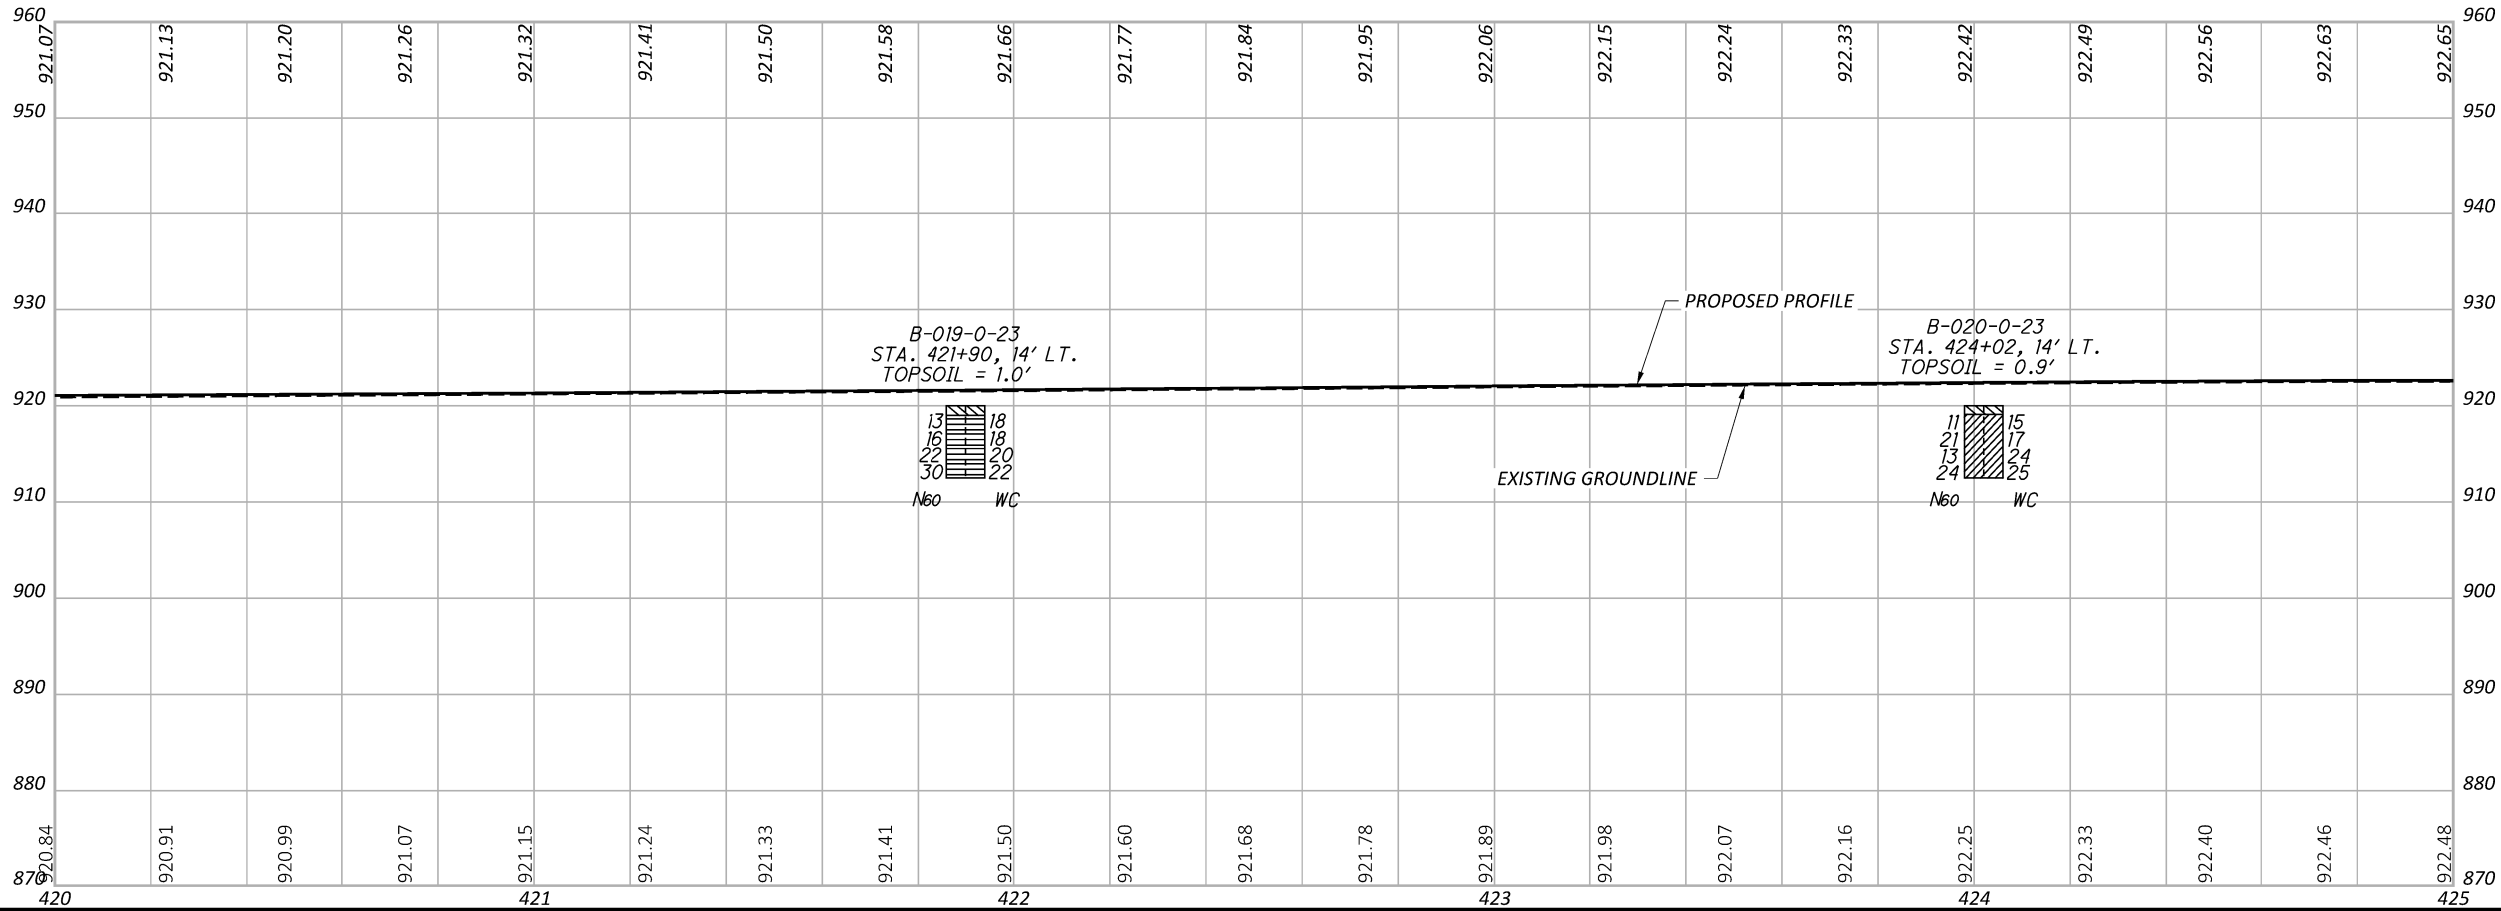 960 960
921.07 921.13 921.20 921.26 921.32 921.41 921.50 921.58 921.66 921.77 921.84 921.95 922.06 922.15 922.24 922.33 922.42 922.49 922.56 922.63 922.65
950 950
940 940
930 930
PROPOSED PROFILE
B-019-0-23
STA. 421+90, 14' LT.
TOPSOIL = 1.0'
B-020-0-23
STA. 424+02, 14' LT.
TOPSOIL = 0.9'
920 920
13 18
16 18
22 20
30 22
N60 WC
11 15
21 17
13 24
24 25
N60 WC
EXISTING GROUNDLINE
910 910
900 900
890 890
880 880
920.84 920.91 920.99 921.07 921.15 921.24 921.33 921.41 921.50 921.60 921.68 921.78 921.89 921.98 922.07 922.16 922.25 922.33 922.40 922.46 922.48
870 870
420 421 422 423 424 425